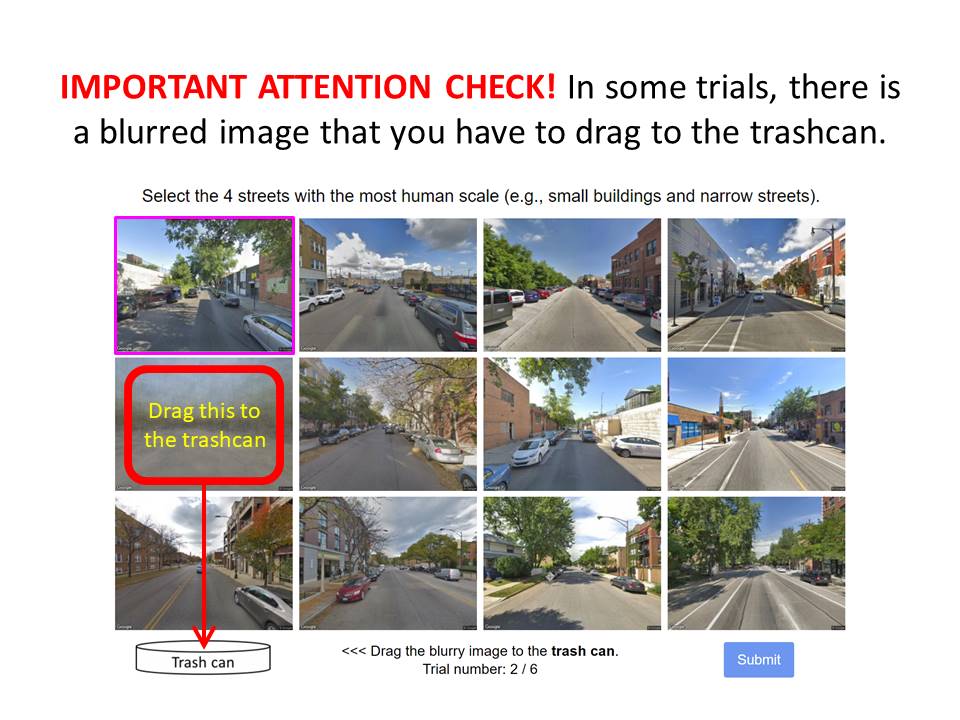 IMPORTANT ATTENTION CHECK! In some trials, there is
a blurred image that you have to drag to the trashcan.
Select the 4 streets with the most human scale (e.g., small buildings and narrow streets).
Drag this to
the trashcan
Trash can
<<< Drag the blurry image to the trash can.
Trial number: 2 / 6
Submit